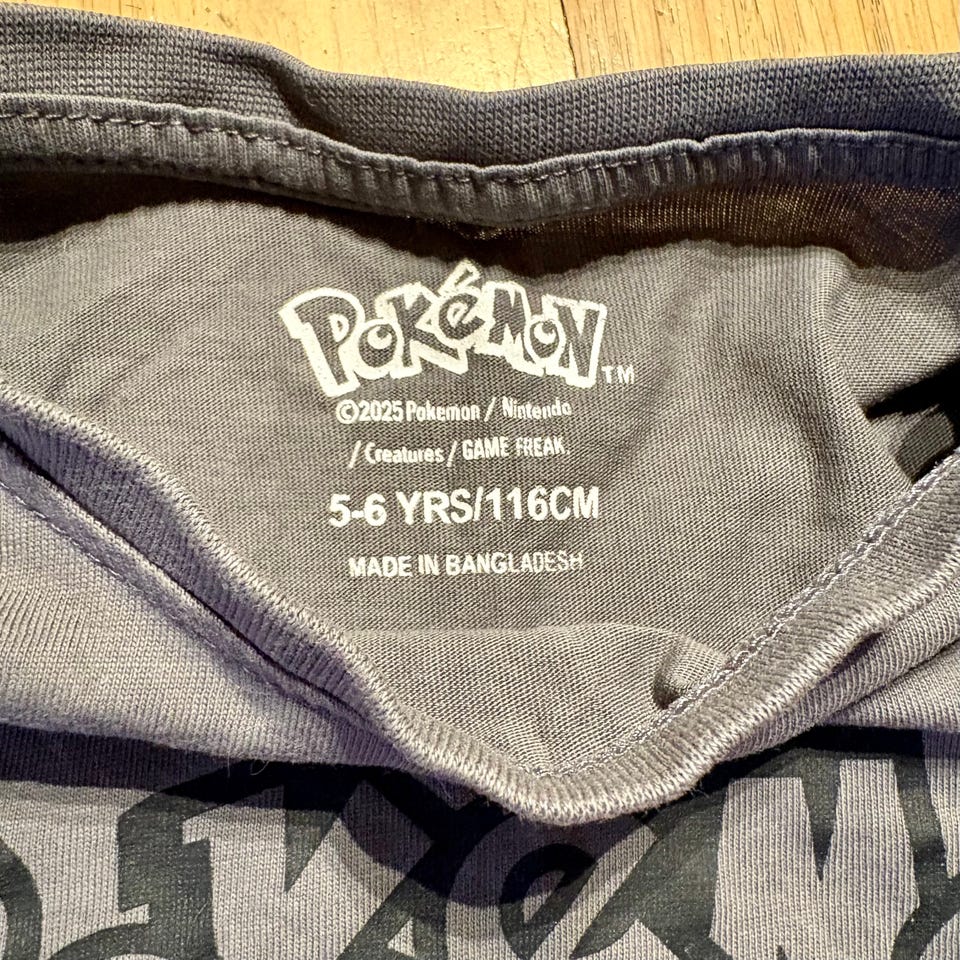 POKéMON TM
©2025 Pokemon / Nintendo
/ Creatures / GAME FREAK.
5-6 YRS/116CM
MADE IN BANGLADESH